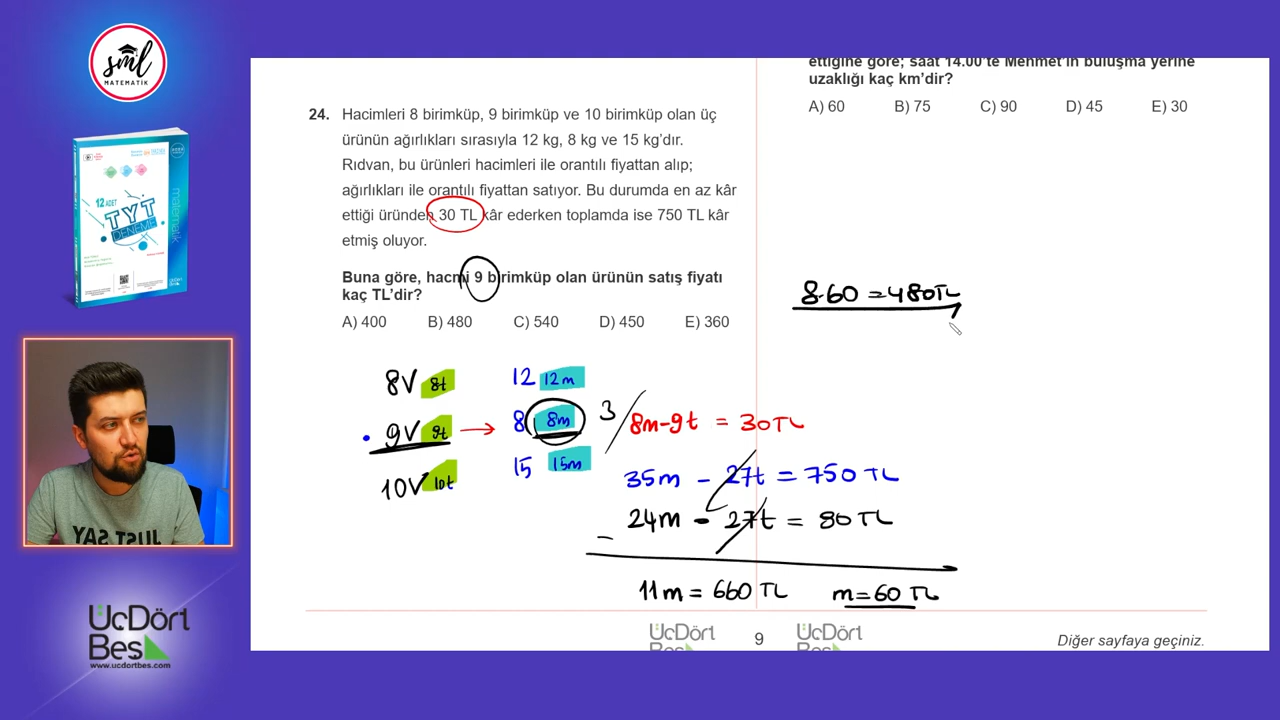 sml
MATEMATİK
12 ADET
TYT
DENEME
matematik
24. Hacimleri 8 birimküp, 9 birimküp ve 10 birimküp olan üç
ürünün ağırlıkları sırasıyla 12 kg, 8 kg ve 15 kg'dır.
Rıdvan, bu ürünleri hacimleri ile orantılı fiyattan alıp;
ağırlıkları ile orantılı fiyattan satıyor. Bu durumda en az kâr
ettiği üründen 30 TL kâr ederken toplamda ise 750 TL kâr
etmiş oluyor.
Buna göre, hacmi 9 birimküp olan ürünün satış fiyatı
kaç TL'dir?
A) 400 B) 480 C) 540 D) 450 E) 360
8V 8t 12 12m
9V 9t → 8 8m 3 / 8m-9t = 30TL
10V 10t 15 15m
35m - 27t = 750 TL
24m - 27t = 80 TL
-
11m = 660 TL m=60 TL
ettiğine göre; saat 14.00'te Mehmet'in buluşma yerine
uzaklığı kaç km'dir?
A) 60 B) 75 C) 90 D) 45 E) 30
8.60 = 480TL
JUST SAY
ÜcDört
Beş
www.ucdortbes.com
ÜcDört
Bes
9
ÜcDört
Bes
Diğer sayfaya geçiniz.